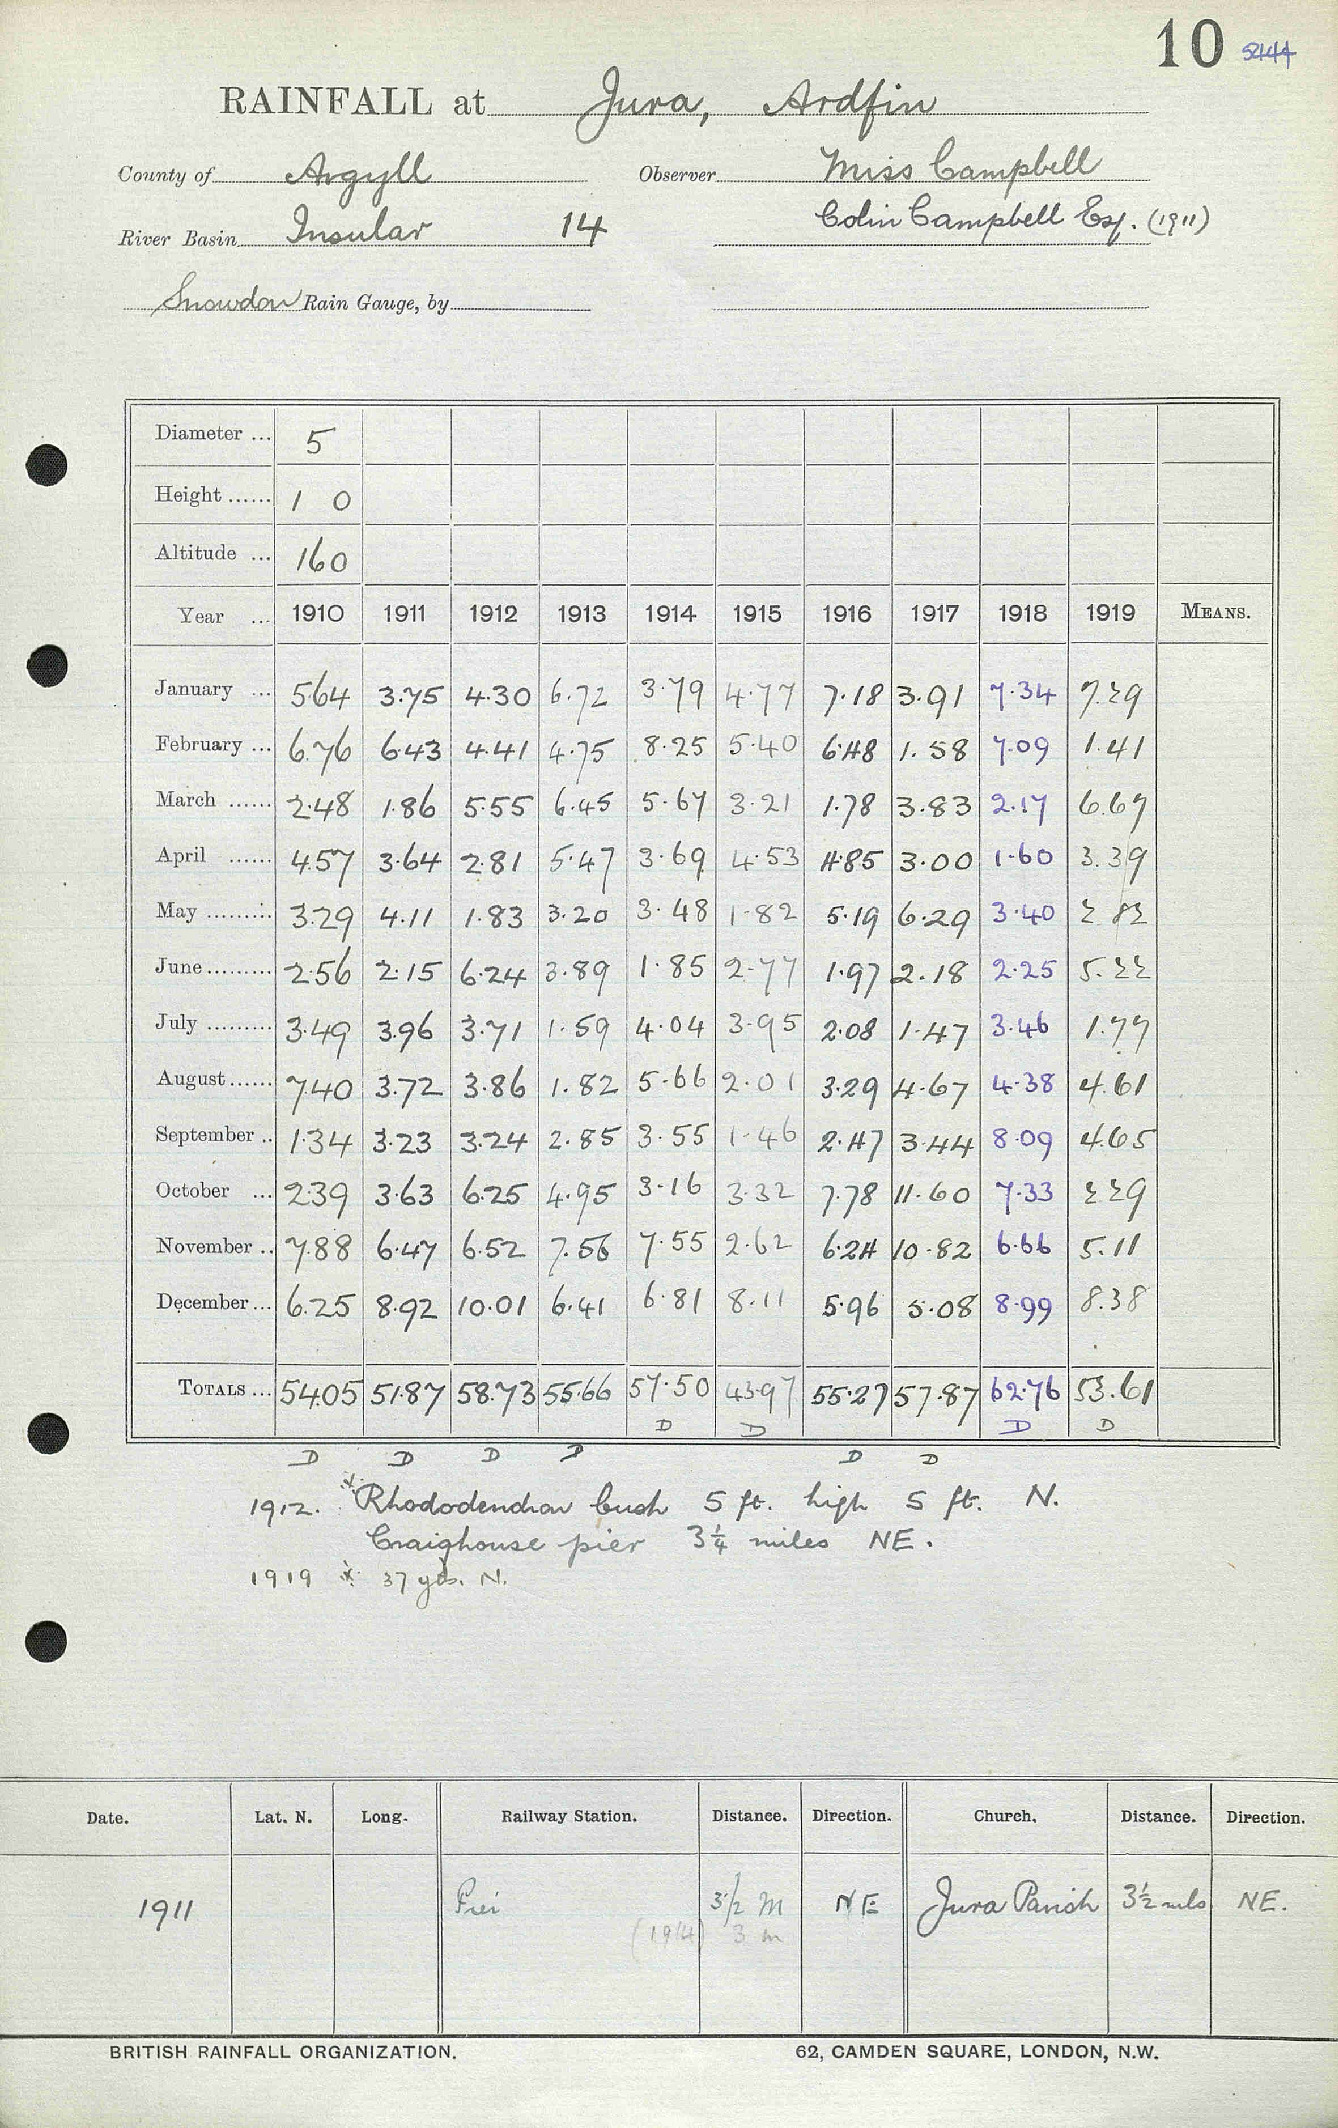 10 5444
RAINFALL at Jura, Ardfin
County of Argyll Observer Miss Campbell
River Basin Insular 14 Colin Campbell Esq. (1911)
Snowdon Rain Gauge, by
Diameter ... 5
Height ...... 1 0
Altitude ... 160
Year ... 1910 1911 1912 1913 1914 1915 1916 1917 1918 1919 MEANS.
January ... 5.64 3.75 4.30 6.72 3.79 4.77 7.18 3.91 7.34 7.29
February ... 6.76 6.43 4.41 4.75 8.25 5.40 6.48 1.58 7.09 1.41
March ...... 2.48 1.86 5.55 6.45 5.67 3.21 1.78 3.83 2.17 6.67
April ...... 4.57 3.64 2.81 5.47 3.69 4.53 4.85 3.00 1.60 3.39
May ......... 3.29 4.11 1.83 3.20 3.48 1.82 5.19 6.29 3.40 2.82
June ......... 2.56 2.15 6.24 3.89 1.85 2.77 1.97 2.18 2.25 5.22
July ......... 3.49 3.96 3.71 1.59 4.04 3.95 2.08 1.47 3.46 1.77
August ...... 7.40 3.72 3.86 1.82 5.66 2.01 3.29 4.67 4.38 4.61
September .. 1.34 3.23 3.24 2.85 3.55 1.46 2.47 3.44 8.09 4.65
October ... 2.39 3.63 6.25 4.95 3.16 3.32 7.78 11.60 7.33 2.29
November .. 7.88 6.47 6.52 7.56 7.55 2.62 6.24 10.82 6.66 5.11
December ... 6.25 8.92 10.01 6.41 6.81 8.11 5.96 5.08 8.99 8.38
TOTALS ... 54.05 51.87 58.73 55.66 57.50 43.97 55.27 57.87 62.76 53.61
D D D D
D D D D D D
1912. * Rhododendron bush 5 ft. high 5 ft. N.
Craighouse pier 3¼ miles NE.
1919 * 37 yds. N.
Date. Lat. N. Long. Railway Station. Distance. Direction. Church. Distance. Direction.
1911 Pier 3½ M NE Jura Parish 3½ mls NE.
(1914) 3 m
BRITISH RAINFALL ORGANIZATION. 62, CAMDEN SQUARE, LONDON, N.W.